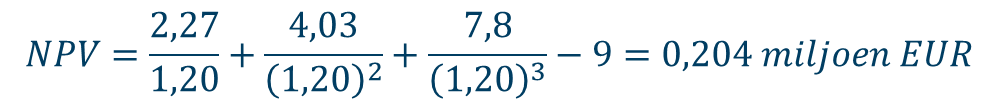 NPV = 2,27/1,20 + 4,03/(1,20)² + 7,8/(1,20)³ − 9 = 0,204 miljoen EUR